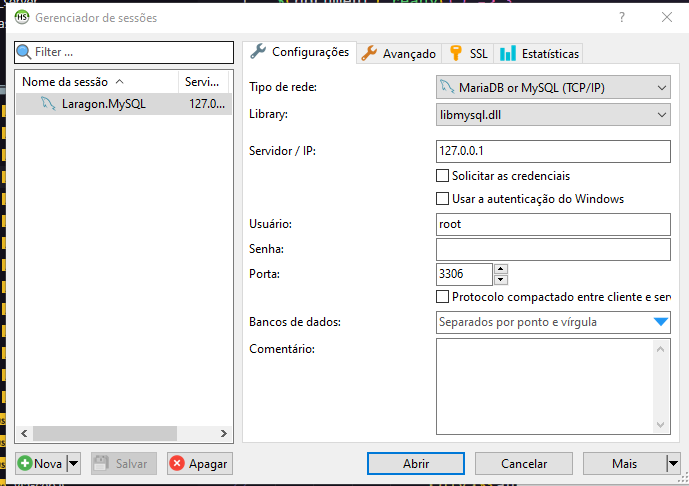 Gerenciador de sessões
Filter ...
Nome da sessão
Servi...
Laragon.MySQL
127.0...
Configurações
Avançado
SSL
Estatísticas
Tipo de rede:
MariaDB or MySQL (TCP/IP)
Library:
libmysql.dll
Servidor / IP:
127.0.0.1
Solicitar as credenciais
Usar a autenticação do Windows
Usuário:
root
Senha:
Porta:
3306
Protocolo compactado entre cliente e ser
Bancos de dados:
Separados por ponto e vírgula
Comentário:
Nova
Salvar
Apagar
Abrir
Cancelar
Mais